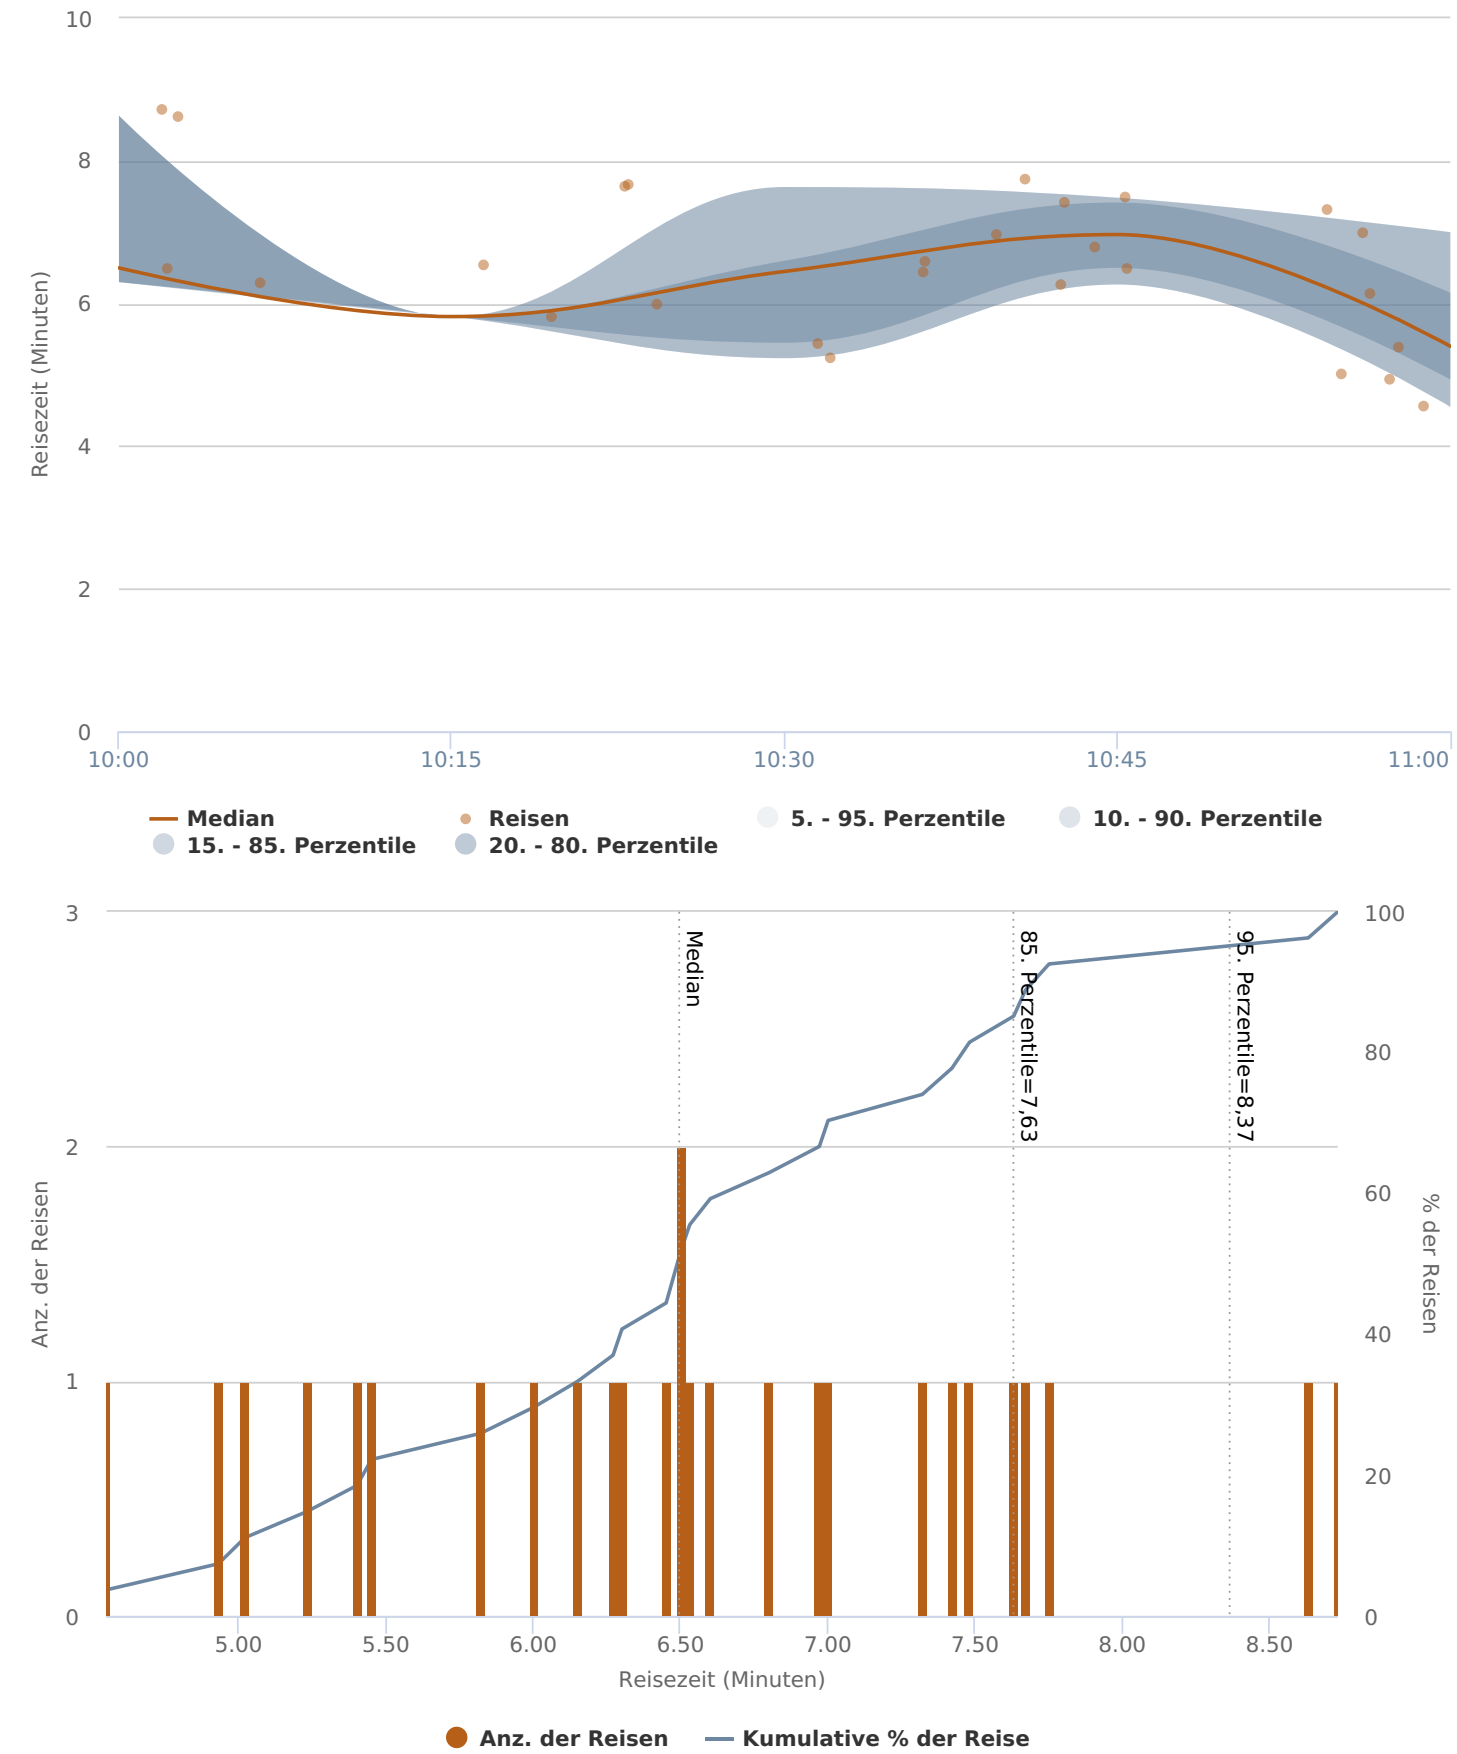 10
8
6
4
2
0
Reisezeit (Minuten)
10:00 10:15 10:30 10:45 11:00
Median Reisen 5. - 95. Perzentile 10. - 90. Perzentile
15. - 85. Perzentile 20. - 80. Perzentile
3
2
1
0
Anz. der Reisen
Median
85. Perzentile=7,63
95. Perzentile=8,37
100
80
60
40
20
0
% der Reisen
5.00 5.50 6.00 6.50 7.00 7.50 8.00 8.50
Reisezeit (Minuten)
Anz. der Reisen Kumulative % der Reise